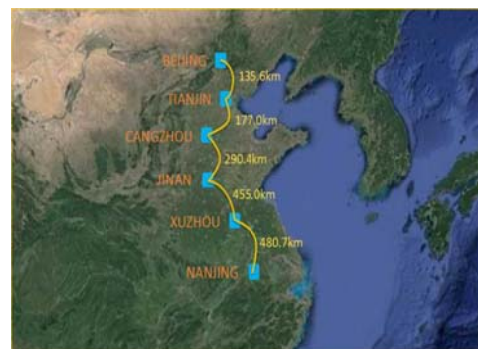 BEIJING
135.6km
TIANJIN
177.0km
CANGZHOU
290.4km
JINAN
455.0km
XUZHOU
480.7km
NANJING